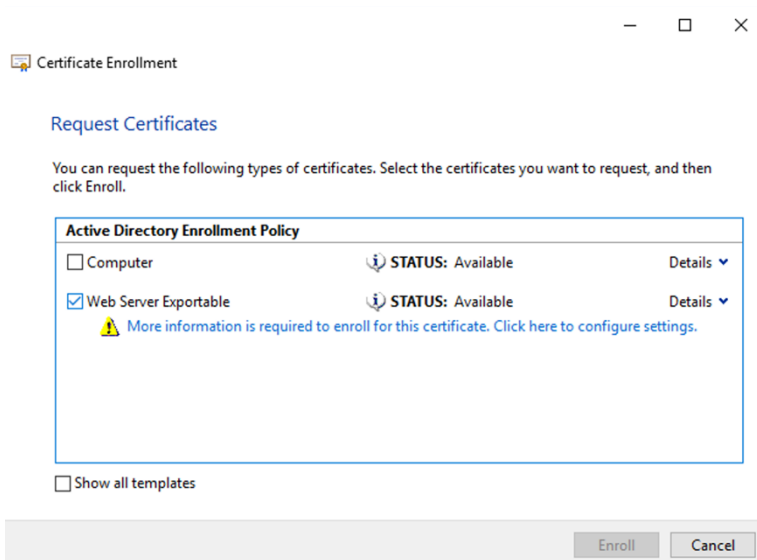 Certificate Enrollment
Request Certificates
You can request the following types of certificates. Select the certificates you want to request, and then
click Enroll.
Active Directory Enrollment Policy
Computer STATUS: Available Details
Web Server Exportable STATUS: Available Details
More information is required to enroll for this certificate. Click here to configure settings.
Show all templates
Enroll Cancel